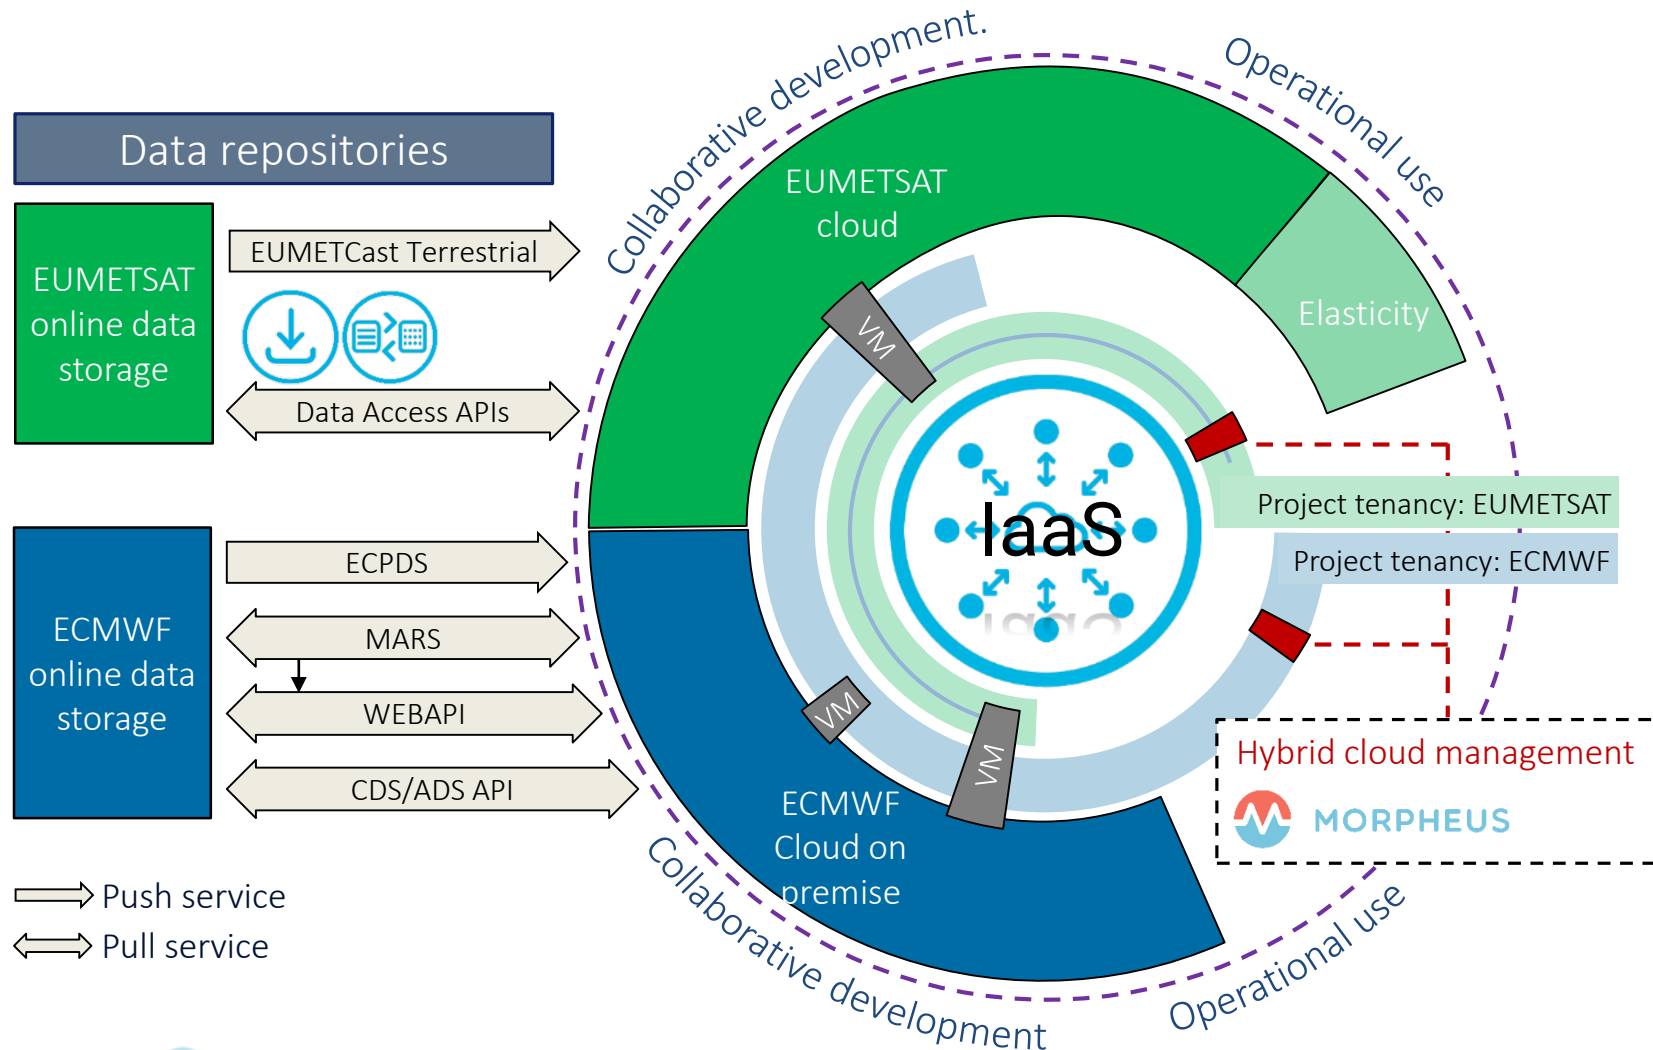 Data repositories
EUMETSAT
online data
storage
EUMETCast Terrestrial
Data Access APIs
ECMWF
online data
storage
ECPDS
MARS
WEBAPI
CDS/ADS API
Push service
Pull service
Collaborative development.
Operational use
EUMETSAT
cloud
Elasticity
VM
IaaS
Project tenancy: EUMETSAT
Project tenancy: ECMWF
VM
VM
ECMWF
Cloud on
premise
Hybrid cloud management
MORPHEUS
Collaborative development
Operational use